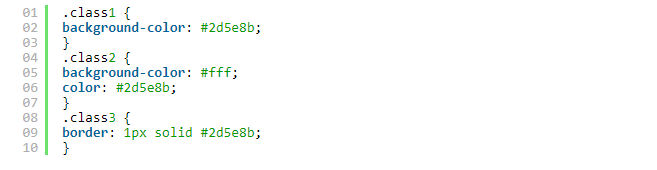 01 .class1 {
02 background-color: #2d5e8b;
03 }
04 .class2 {
05 background-color: #fff;
06 color: #2d5e8b;
07 }
08 .class3 {
09 border: 1px solid #2d5e8b;
10 }